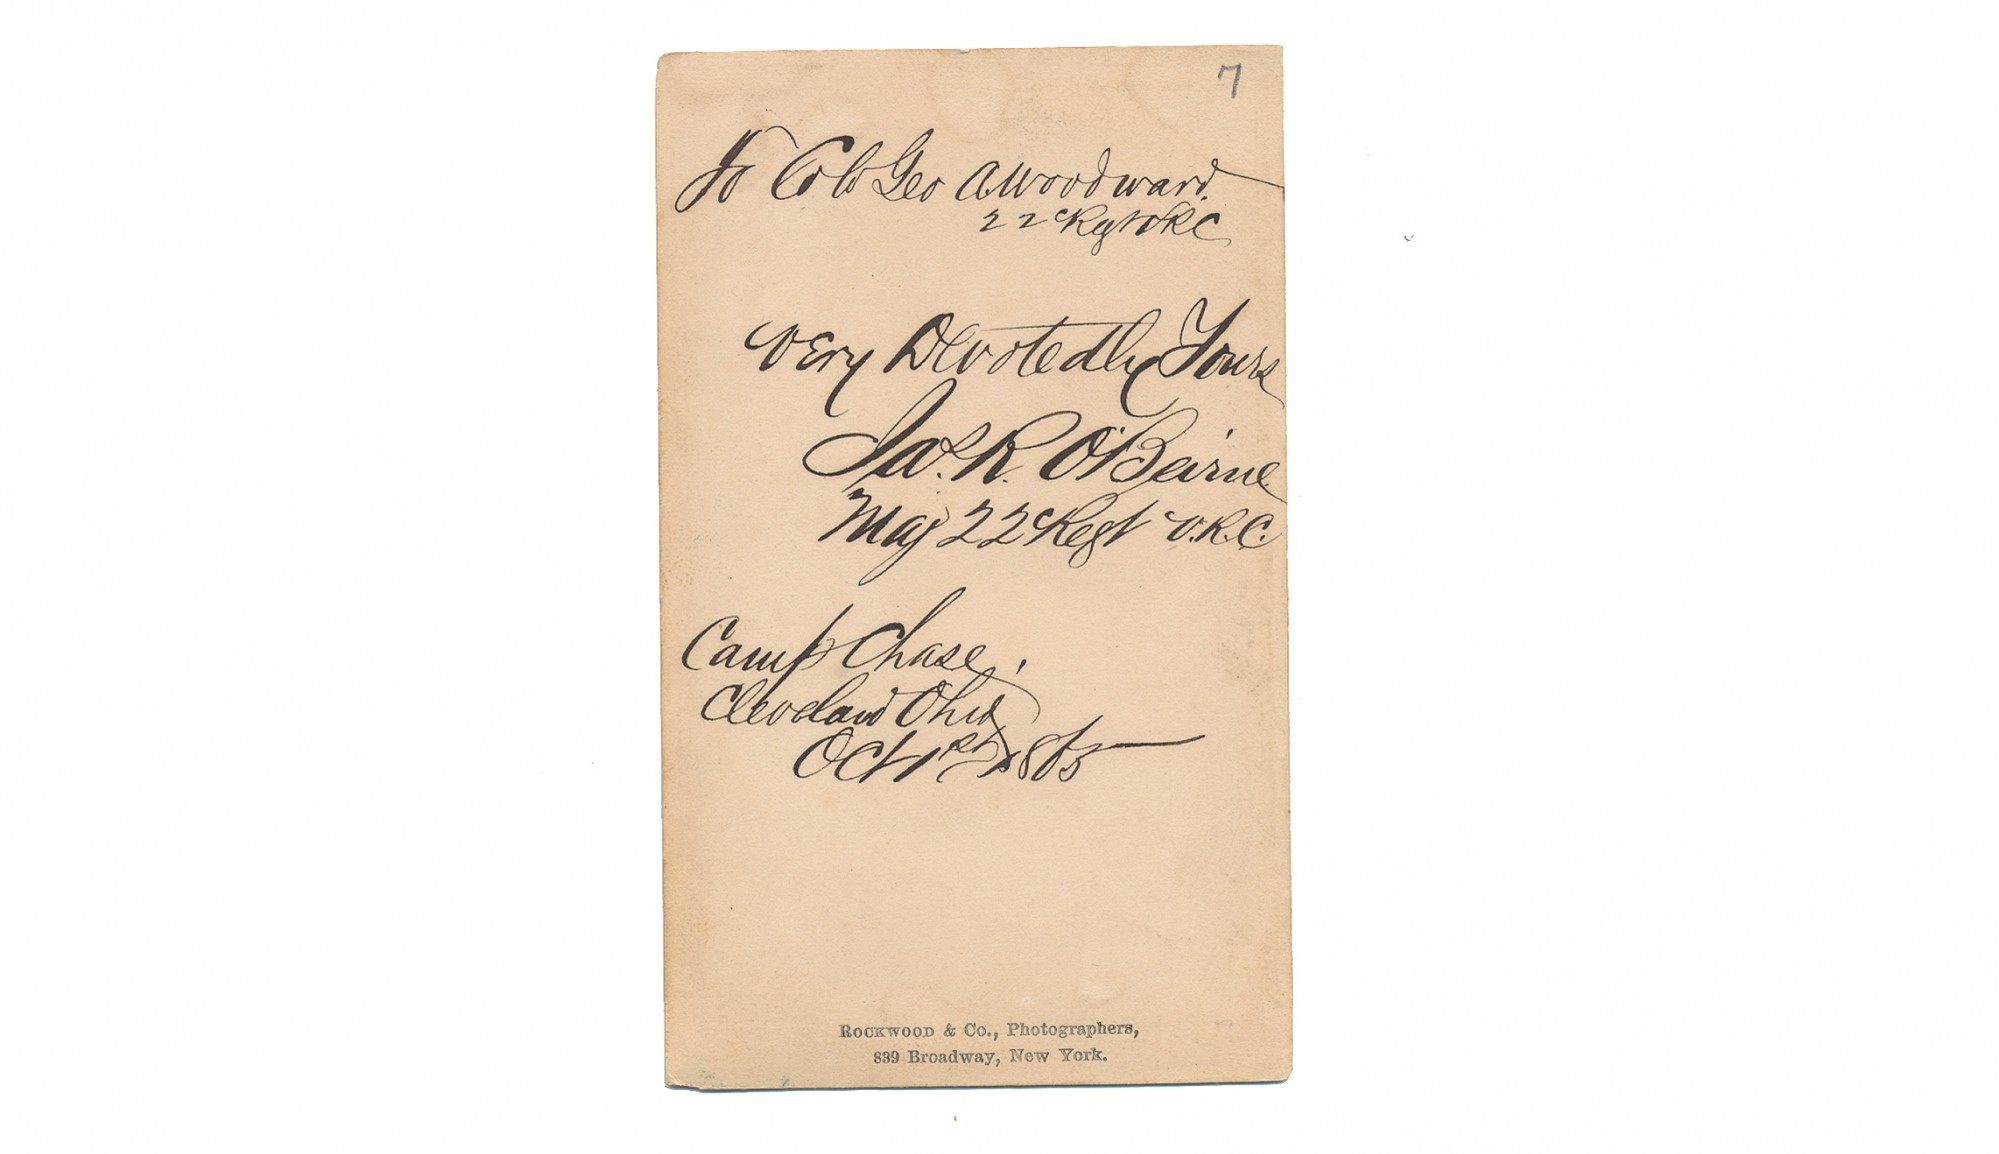 7
To Col Geo A. Woodward.
22 Regt VRC
Very Devotedly Yours
Jas. R. O'Beirne
Maj 22 Regt V.R.C.
Camp Chase,
Cleveland Ohio
Oct 1st 1865
ROCKWOOD & Co., Photographers,
839 Broadway, New York.